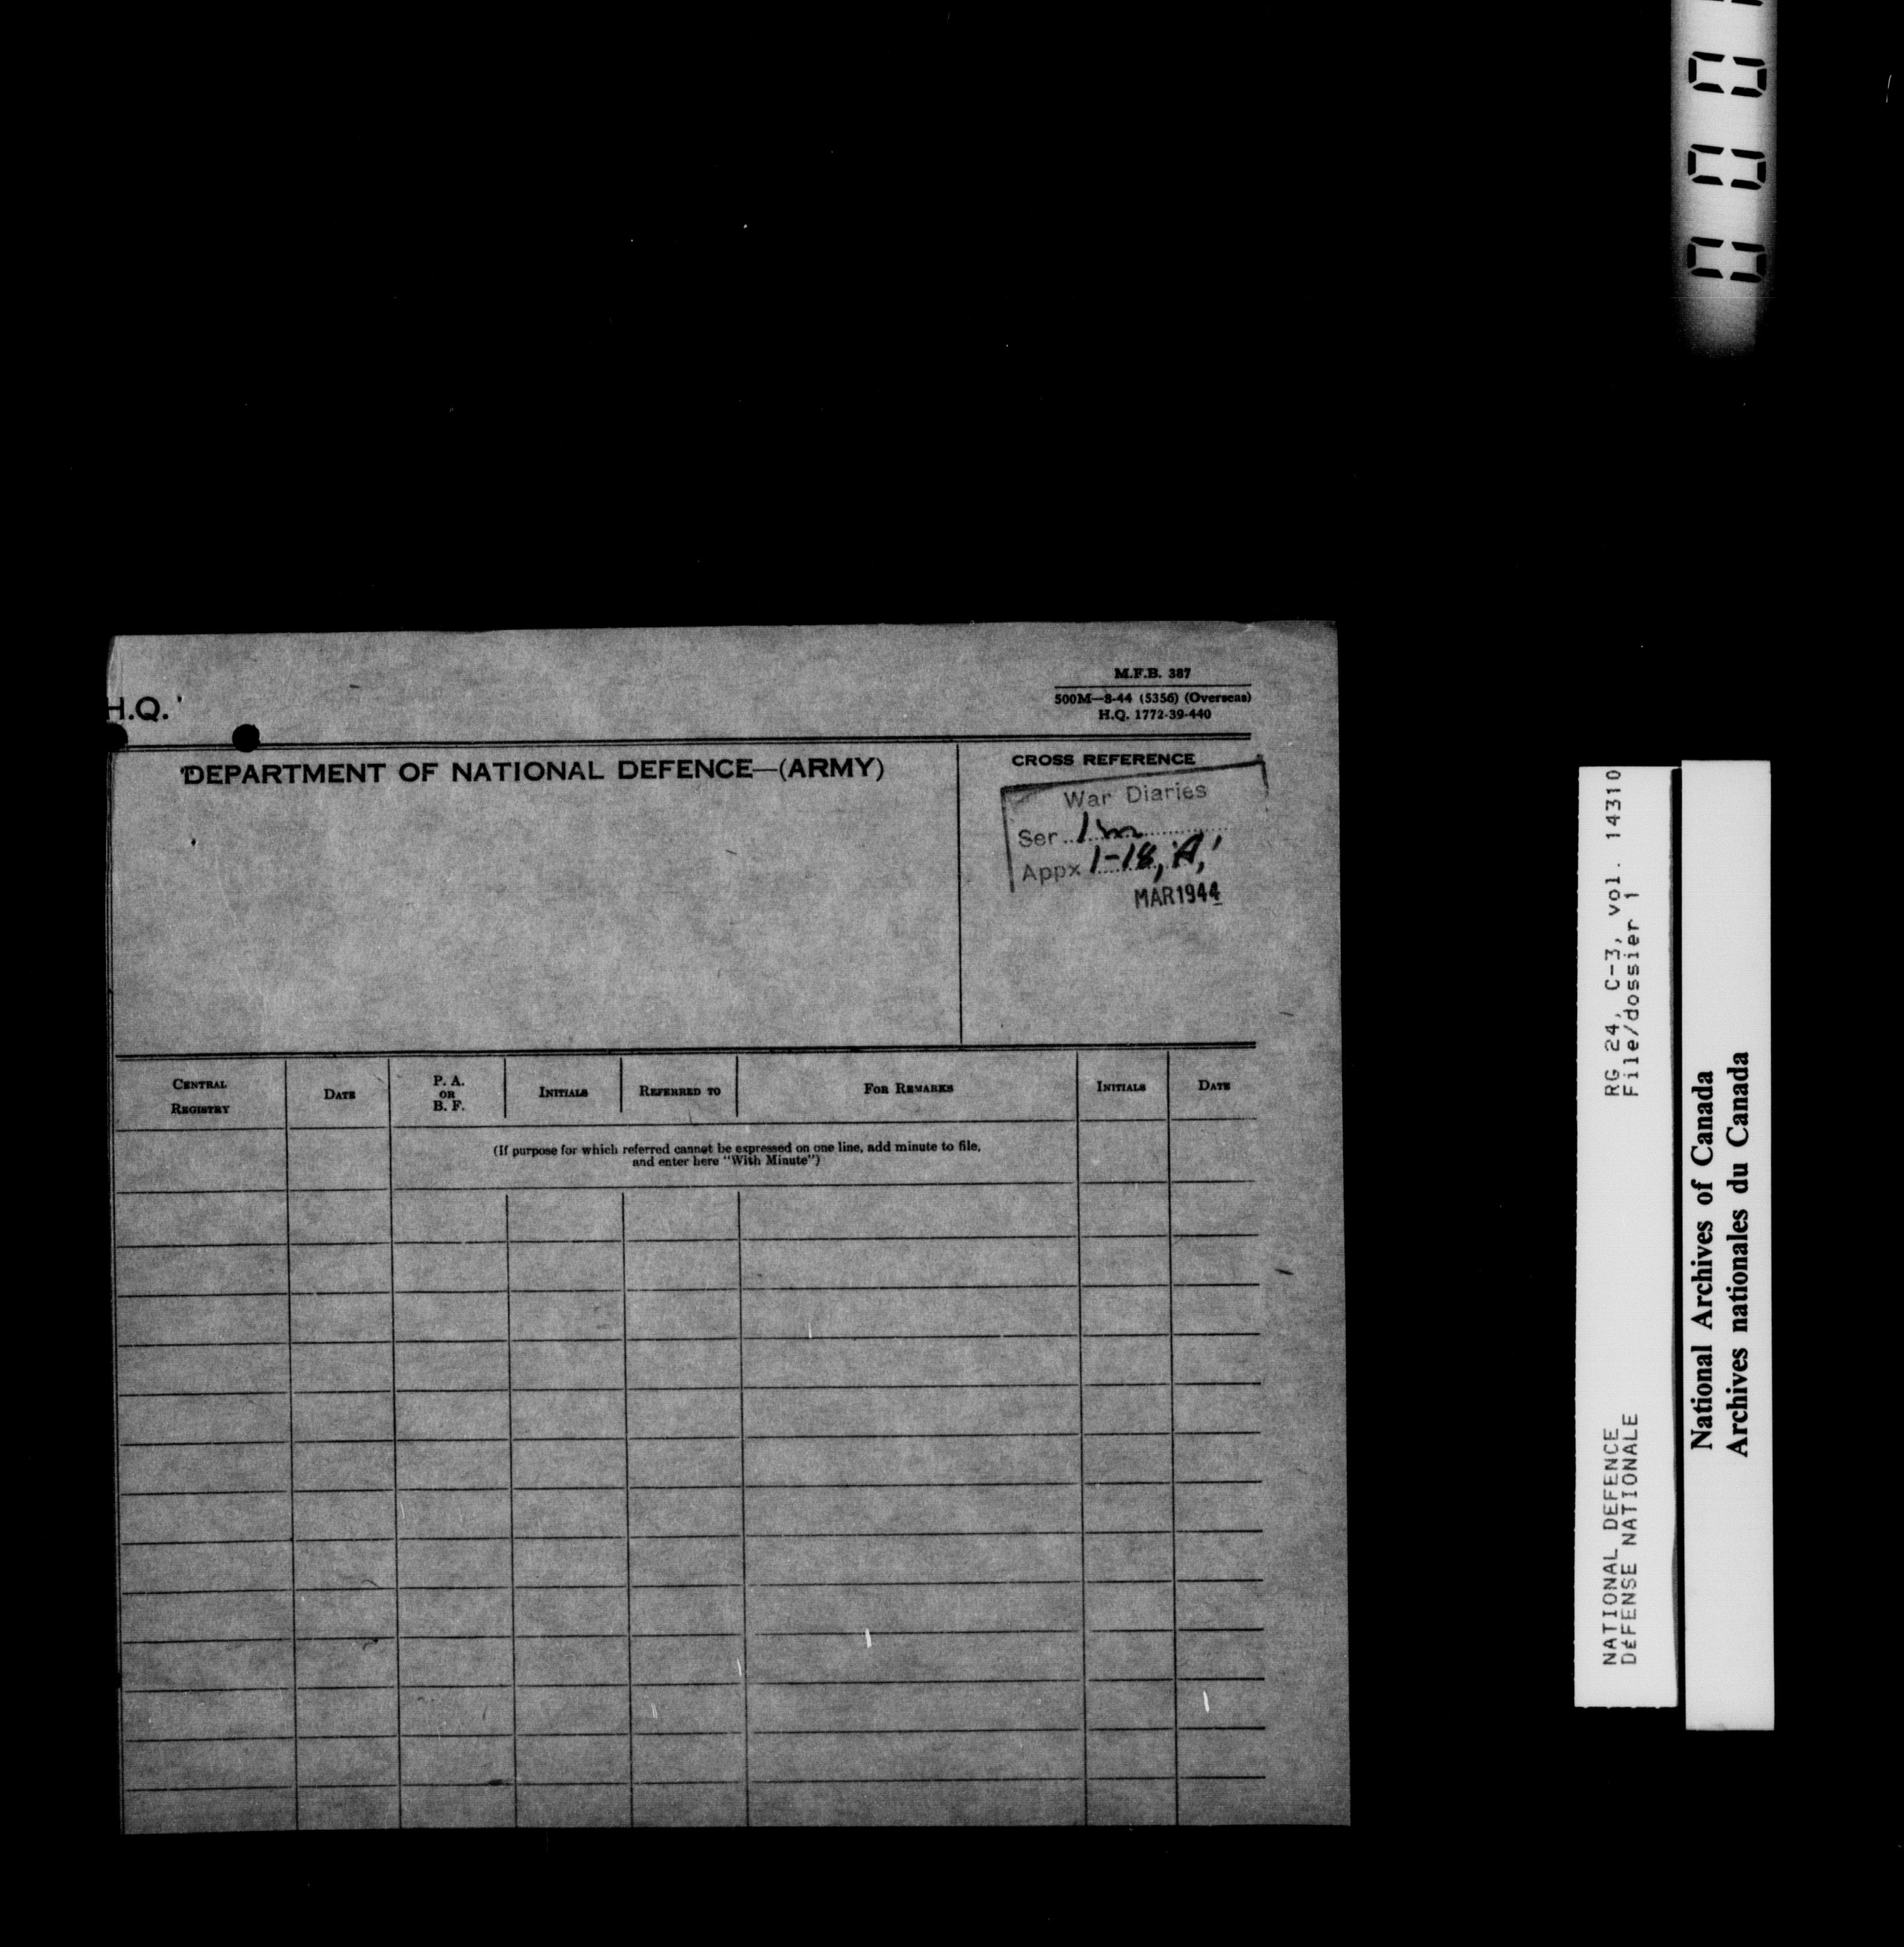 H.Q.
M.F.B. 387
500M—8-44 (5356) (Overseas)
H.Q. 1772-39-440
DEPARTMENT OF NATIONAL DEFENCE—(ARMY)
CROSS REFERENCE
War Diaries
Ser
Appx 1-18, 'A,'
MAR 1944
CENTRAL REGISTRY
DATE
P. A. OR B. F.
INITIALS
REFERRED TO
FOR REMARKS
INITIALS
DATE
(If purpose for which referred cannot be expressed on one line, add minute to file,
and enter here "With Minute")
NATIONAL DEFENCE RG 24, C-3, vol. 14310
DÉFENSE NATIONALE File/dossier 1
National Archives of Canada
Archives nationales du Canada